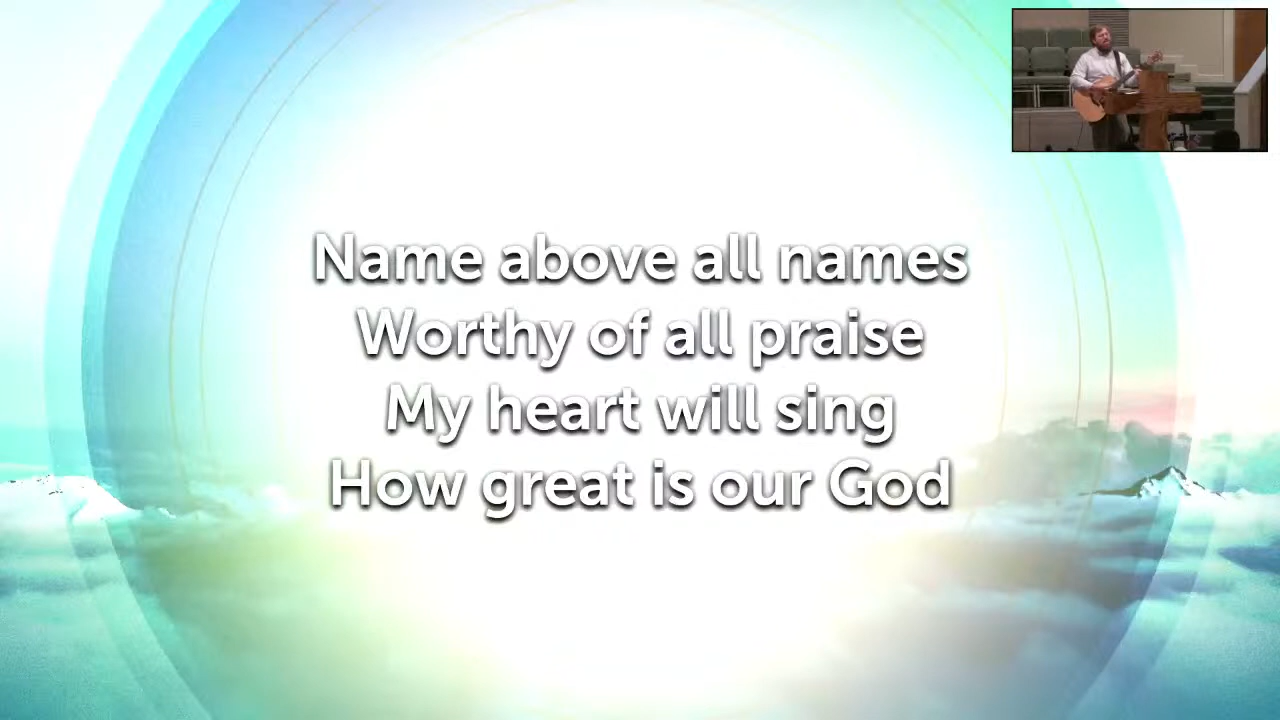 Name above all names
Worthy of all praise
My heart will sing
How great is our God